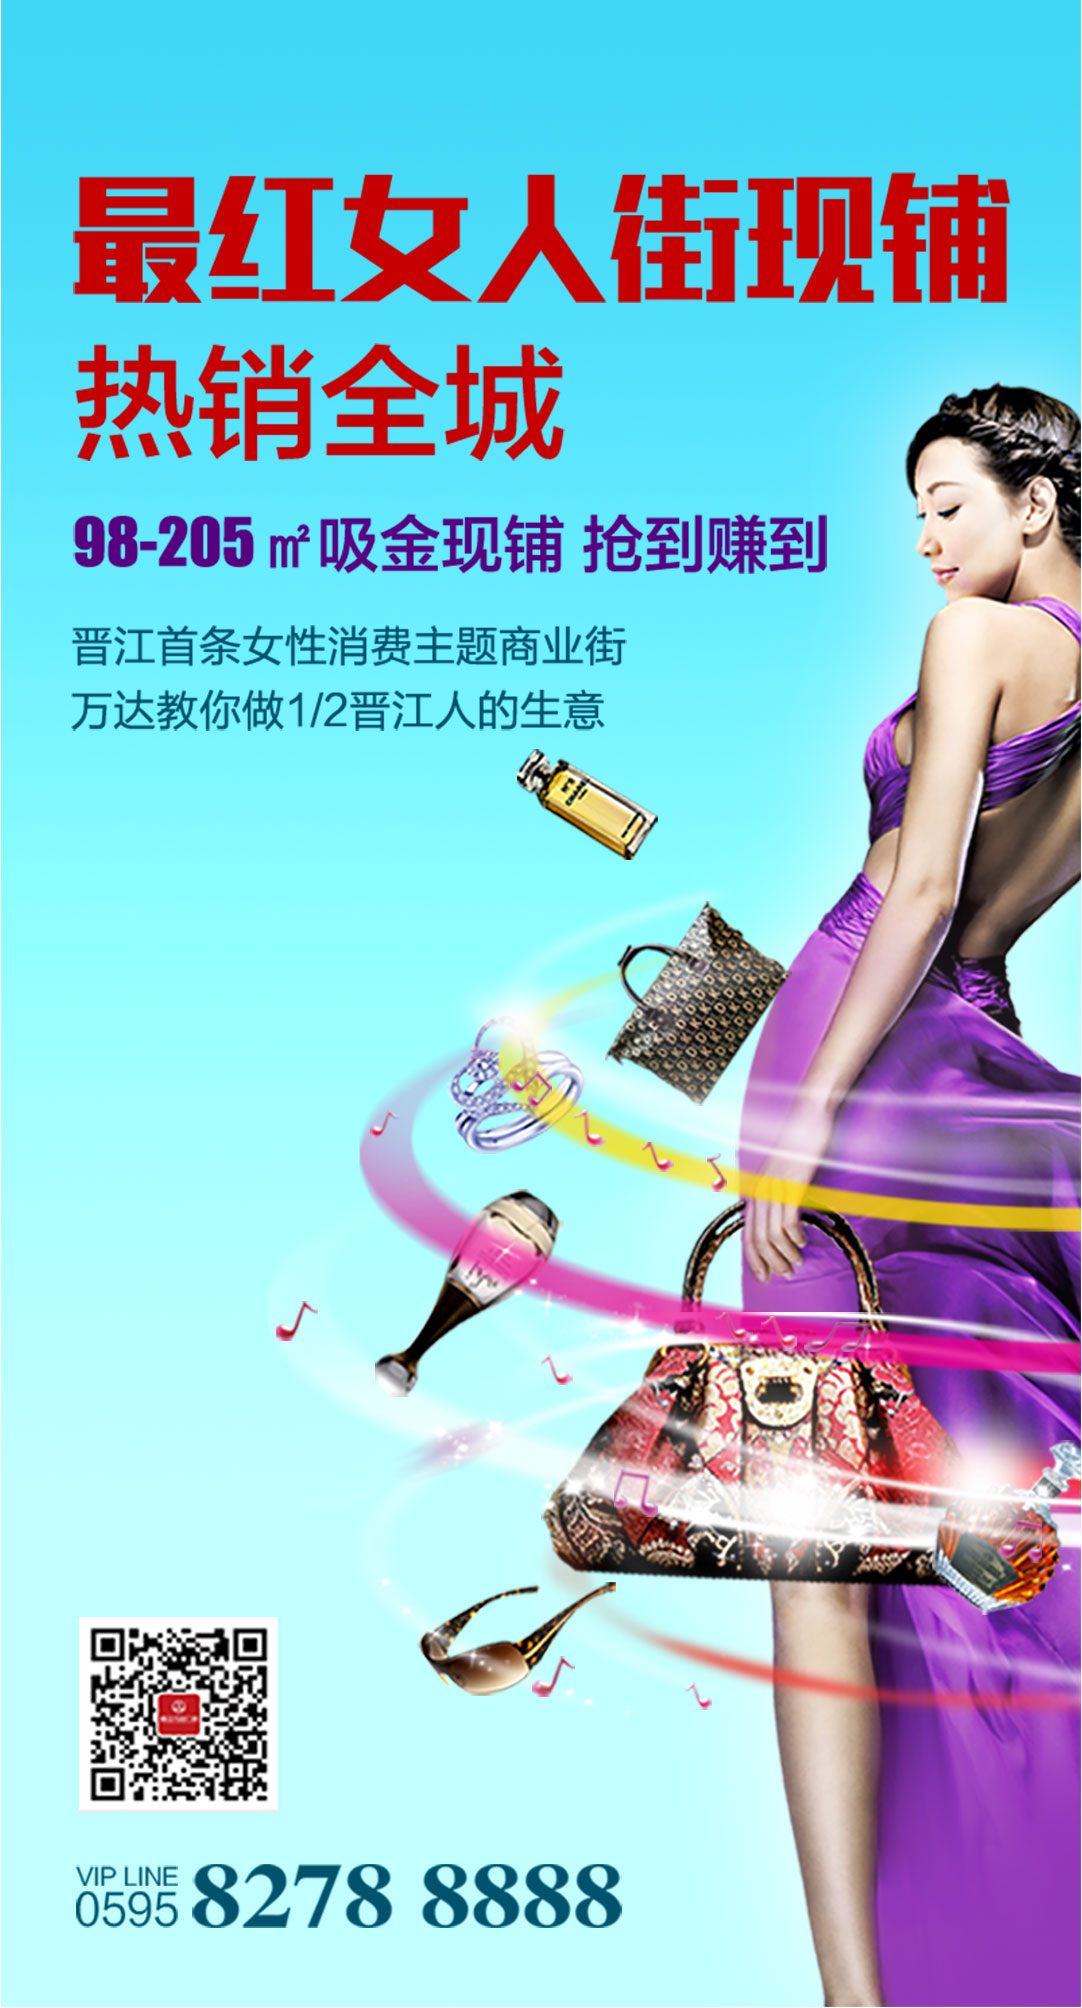 最红女人街现铺
热销全城
98-205㎡吸金现铺 抢到赚到
晋江首条女性消费主题商业街
万达教你做1/2晋江人的生意
N°5
CHANEL
VIP LINE
0595 8278 8888